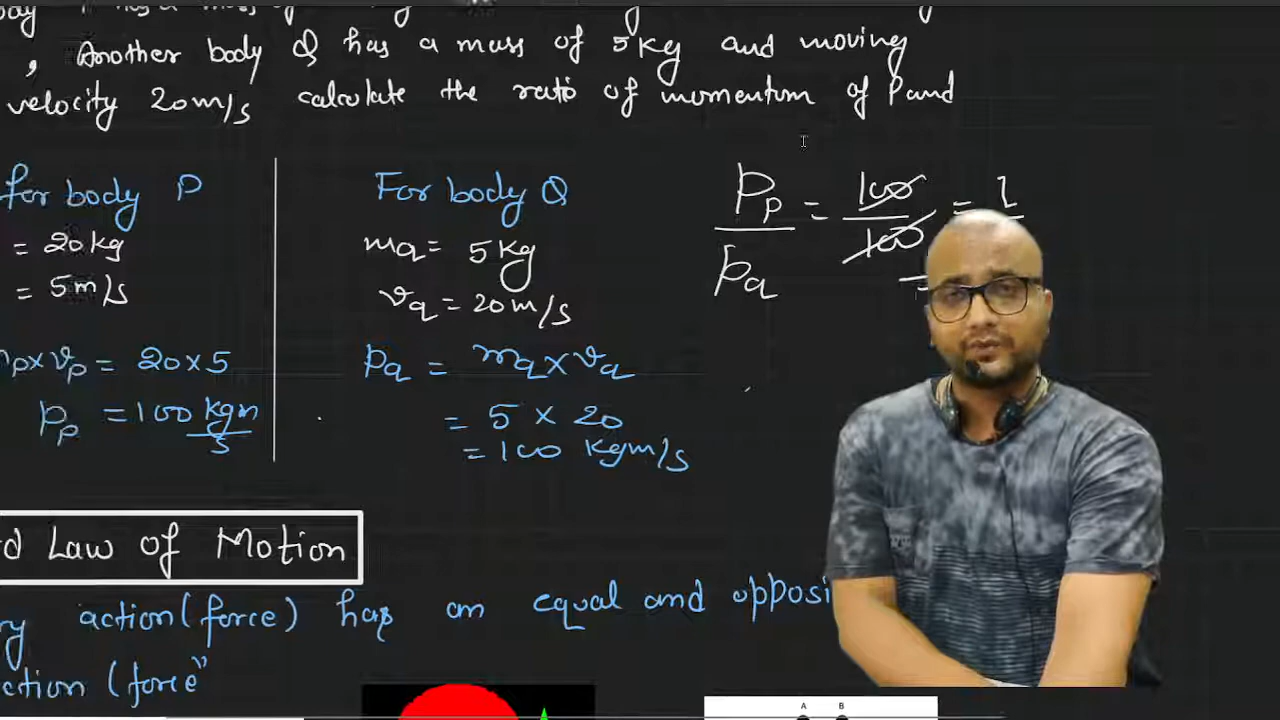 , Another body Q has a mass of 5Kg and moving
velocity 20m/s calculate the ratio of momentum of P and
for body P
= 20kg
= 5m/s
× vp = 20×5
Pp = 100 kgm/s
For body Q
mq = 5Kg
vq = 20m/s
Pq = mq×vq
= 5 × 20
= 100 Kgm/s
Pp/Pq = 100/100 = 1
Law of Motion
action (force) has an equal and
(force"
A B